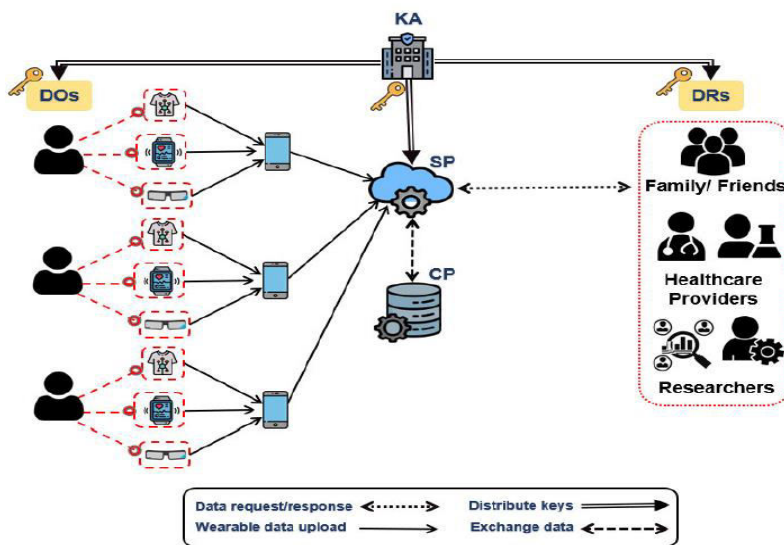 KA
DOs
DRs
SP
Family/ Friends
CP
Healthcare
Providers
Researchers
Data request/response
Distribute keys
Wearable data upload
Exchange data